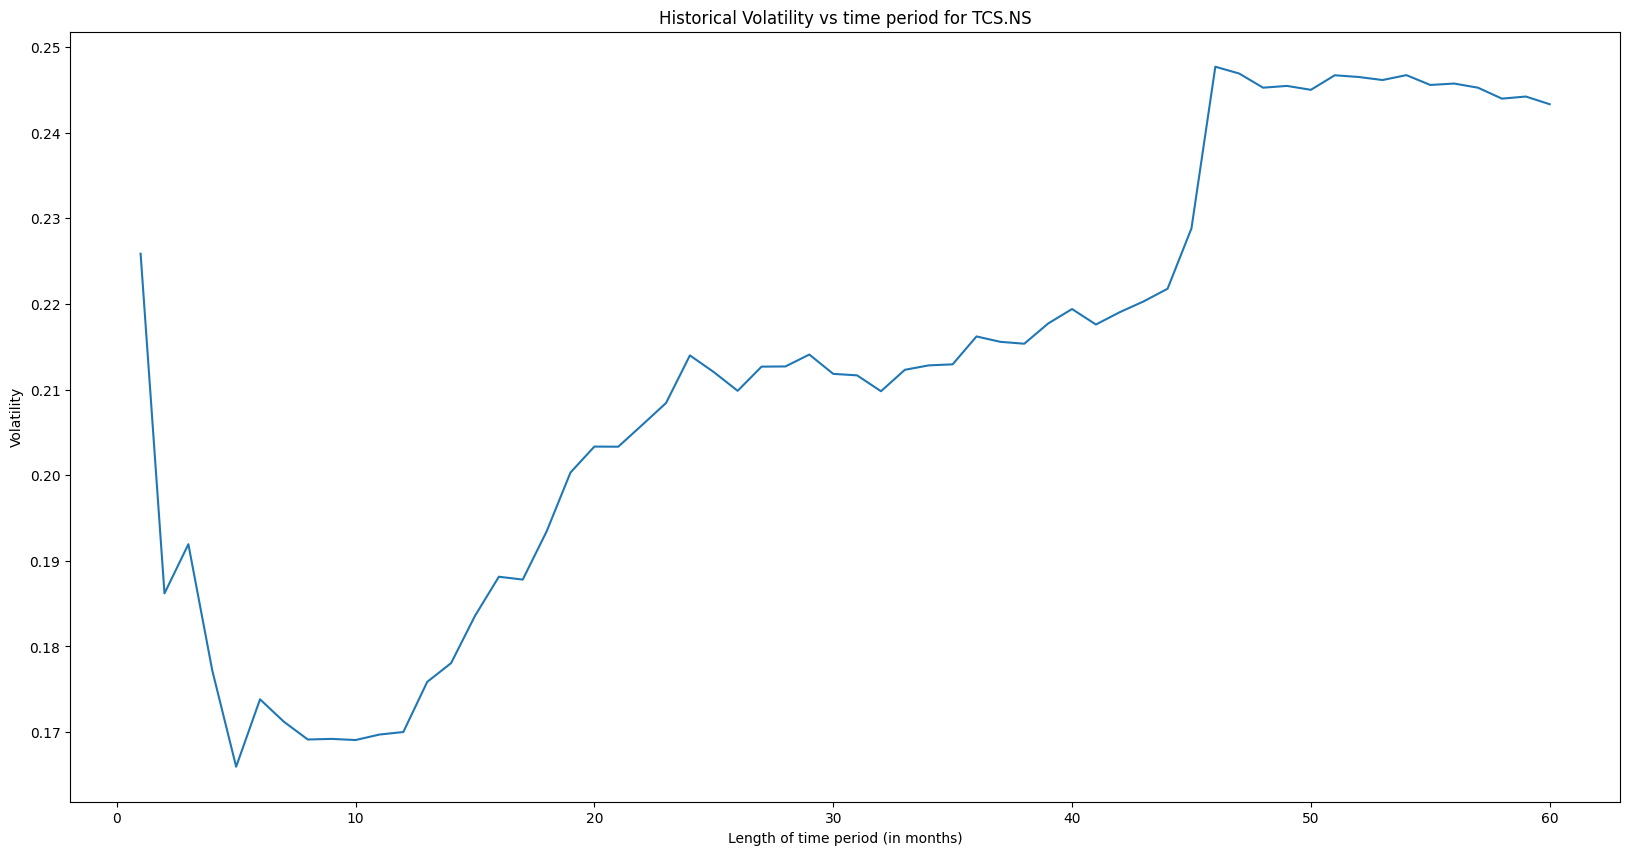 Historical Volatility vs time period for TCS.NS
0.25
0.24
0.23
0.22
0.21
0.20
0.19
0.18
0.17
Volatility
0 10 20 30 40 50 60
Length of time period (in months)